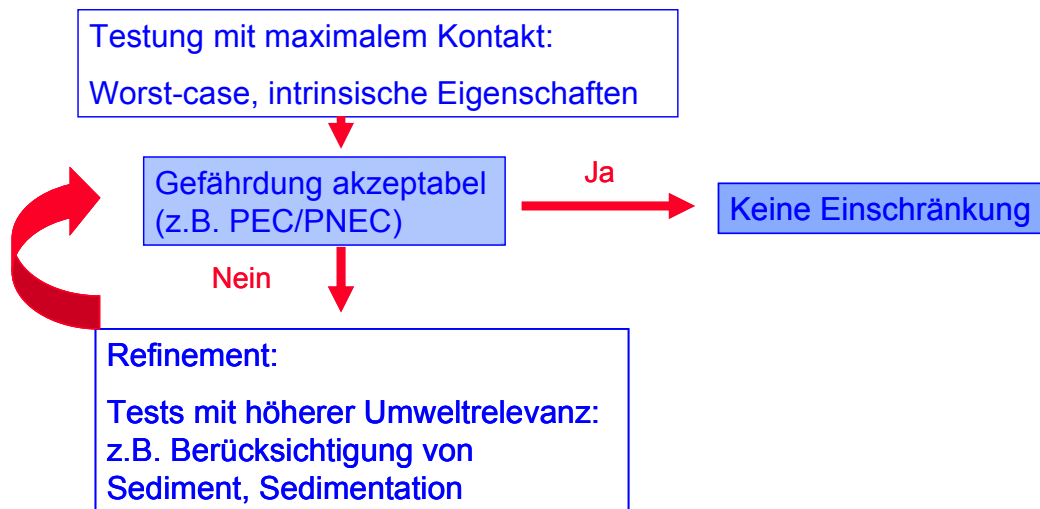 Testung mit maximalem Kontakt:
Worst-case, intrinsische Eigenschaften
Gefährdung akzeptabel
(z.B. PEC/PNEC)
Ja
Keine Einschränkung
Nein
Refinement:
Tests mit höherer Umweltrelevanz:
z.B. Berücksichtigung von
Sediment, Sedimentation